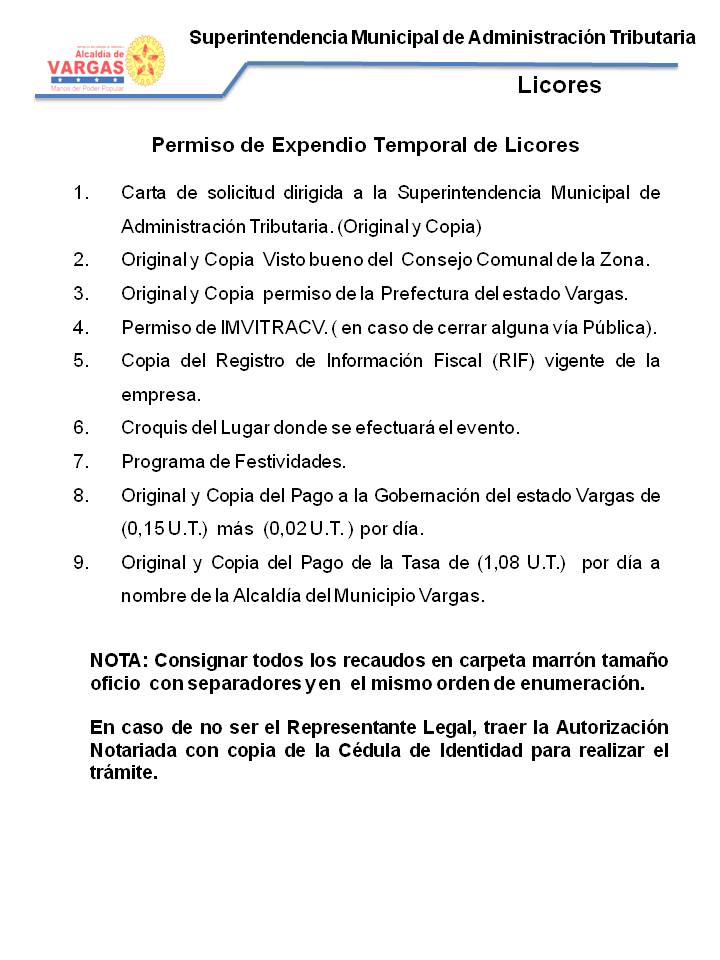 Superintendencia Municipal de Administración Tributaria
Alcaldía de
VARGAS
Manos del Poder Popular
Licores
Permiso de Expendio Temporal de Licores
1. Carta de solicitud dirigida a la Superintendencia Municipal de
Administración Tributaria. (Original y Copia)
2. Original y Copia Visto bueno del Consejo Comunal de la Zona.
3. Original y Copia permiso de la Prefectura del estado Vargas.
4. Permiso de IMVITRACV. ( en caso de cerrar alguna vía Pública).
5. Copia del Registro de Información Fiscal (RIF) vigente de la
empresa.
6. Croquis del Lugar donde se efectuará el evento.
7. Programa de Festividades.
8. Original y Copia del Pago a la Gobernación del estado Vargas de
(0,15 U.T.) más (0,02 U.T. ) por día.
9. Original y Copia del Pago de la Tasa de (1,08 U.T.) por día a
nombre de la Alcaldía del Municipio Vargas.
NOTA: Consignar todos los recaudos en carpeta marrón tamaño
oficio con separadores y en el mismo orden de enumeración.
En caso de no ser el Representante Legal, traer la Autorización
Notariada con copia de la Cédula de Identidad para realizar el
trámite.